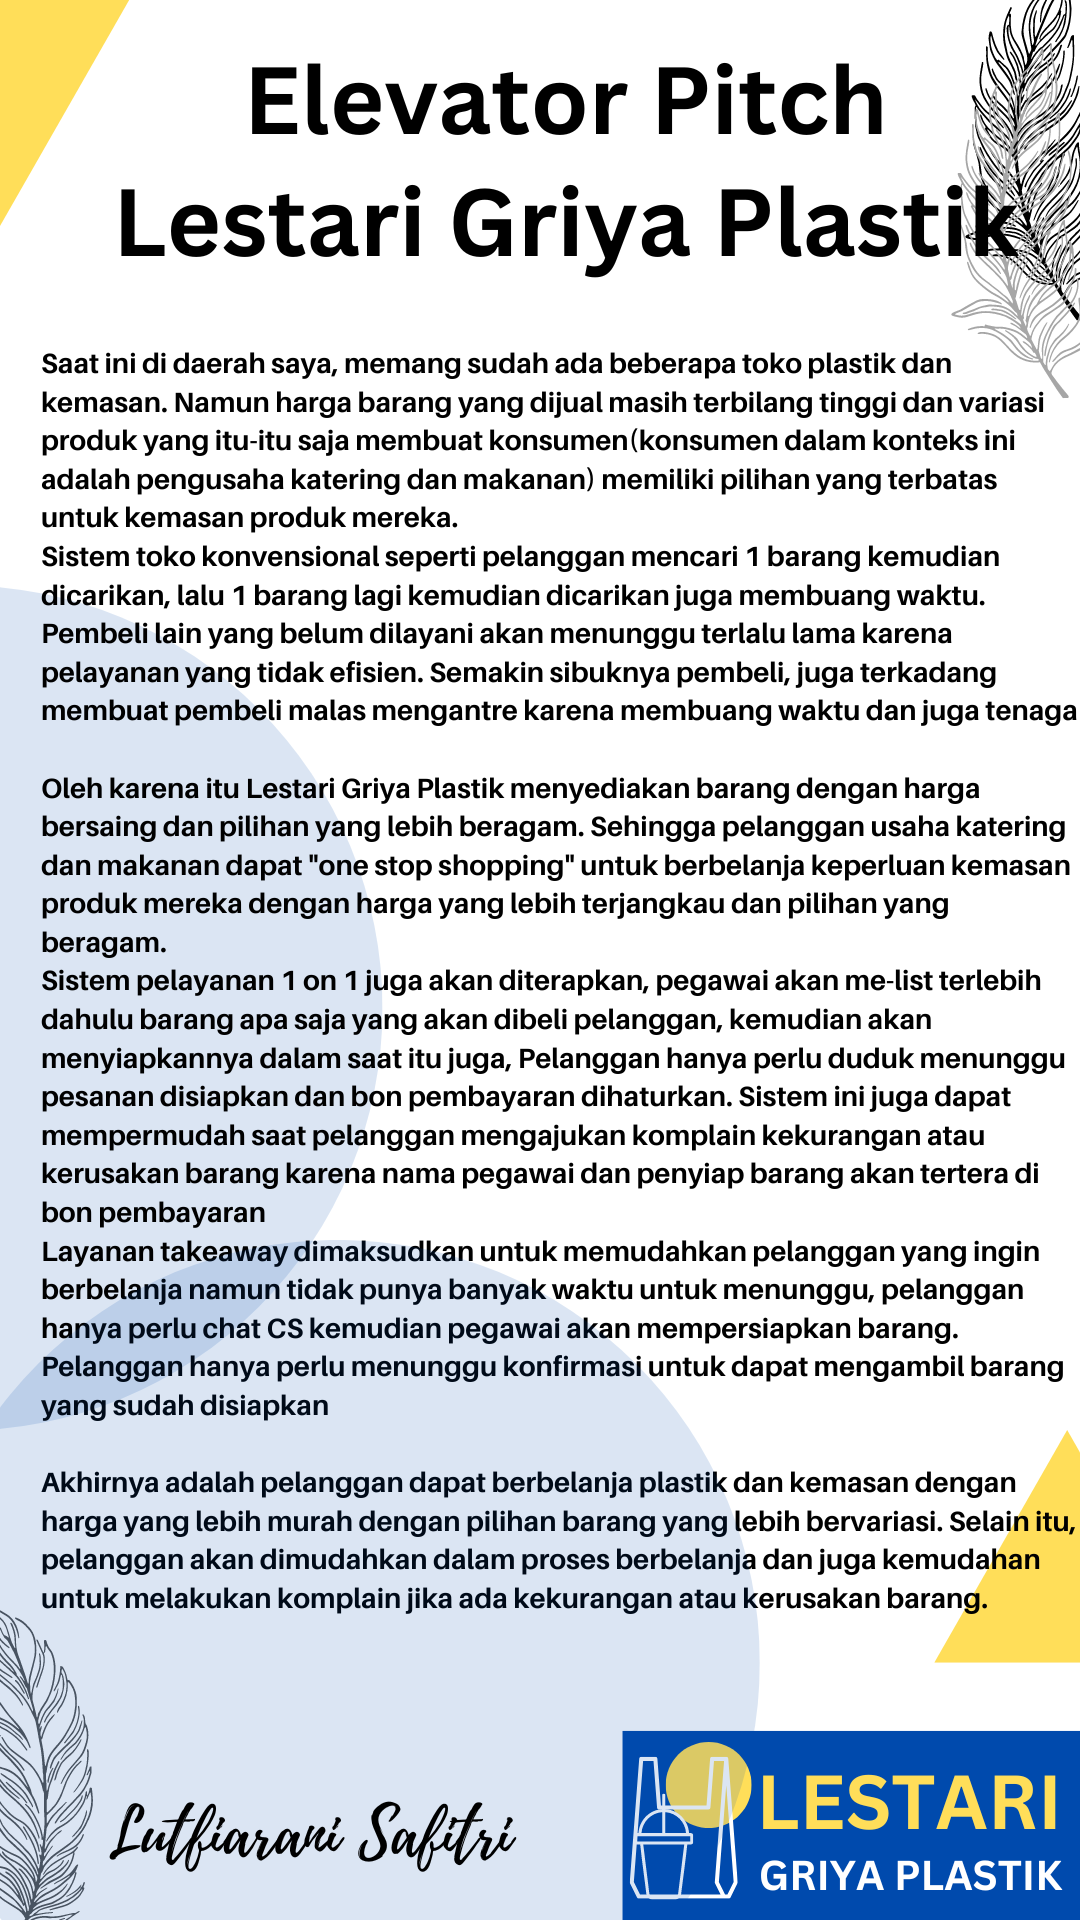 Elevator Pitch
Lestari Griya Plastik
Saat ini di daerah saya, memang sudah ada beberapa toko plastik dan
kemasan. Namun harga barang yang dijual masih terbilang tinggi dan variasi
produk yang itu-itu saja membuat konsumen(konsumen dalam konteks ini
adalah pengusaha katering dan makanan) memiliki pilihan yang terbatas
untuk kemasan produk mereka.
Sistem toko konvensional seperti pelanggan mencari 1 barang kemudian
dicarikan, lalu 1 barang lagi kemudian dicarikan juga membuang waktu.
Pembeli lain yang belum dilayani akan menunggu terlalu lama karena
pelayanan yang tidak efisien. Semakin sibuknya pembeli, juga terkadang
membuat pembeli malas mengantre karena membuang waktu dan juga tenaga
Oleh karena itu Lestari Griya Plastik menyediakan barang dengan harga
bersaing dan pilihan yang lebih beragam. Sehingga pelanggan usaha katering
dan makanan dapat "one stop shopping" untuk berbelanja keperluan kemasan
produk mereka dengan harga yang lebih terjangkau dan pilihan yang
beragam.
Sistem pelayanan 1 on 1 juga akan diterapkan, pegawai akan me-list terlebih
dahulu barang apa saja yang akan dibeli pelanggan, kemudian akan
menyiapkannya dalam saat itu juga, Pelanggan hanya perlu duduk menunggu
pesanan disiapkan dan bon pembayaran dihaturkan. Sistem ini juga dapat
mempermudah saat pelanggan mengajukan komplain kekurangan atau
kerusakan barang karena nama pegawai dan penyiap barang akan tertera di
bon pembayaran
Layanan takeaway dimaksudkan untuk memudahkan pelanggan yang ingin
berbelanja namun tidak punya banyak waktu untuk menunggu, pelanggan
hanya perlu chat CS kemudian pegawai akan mempersiapkan barang.
Pelanggan hanya perlu menunggu konfirmasi untuk dapat mengambil barang
yang sudah disiapkan
Akhirnya adalah pelanggan dapat berbelanja plastik dan kemasan dengan
harga yang lebih murah dengan pilihan barang yang lebih bervariasi. Selain itu,
pelanggan akan dimudahkan dalam proses berbelanja dan juga kemudahan
untuk melakukan komplain jika ada kekurangan atau kerusakan barang.
Lutfiarani Safitri
LESTARI
GRIYA PLASTIK